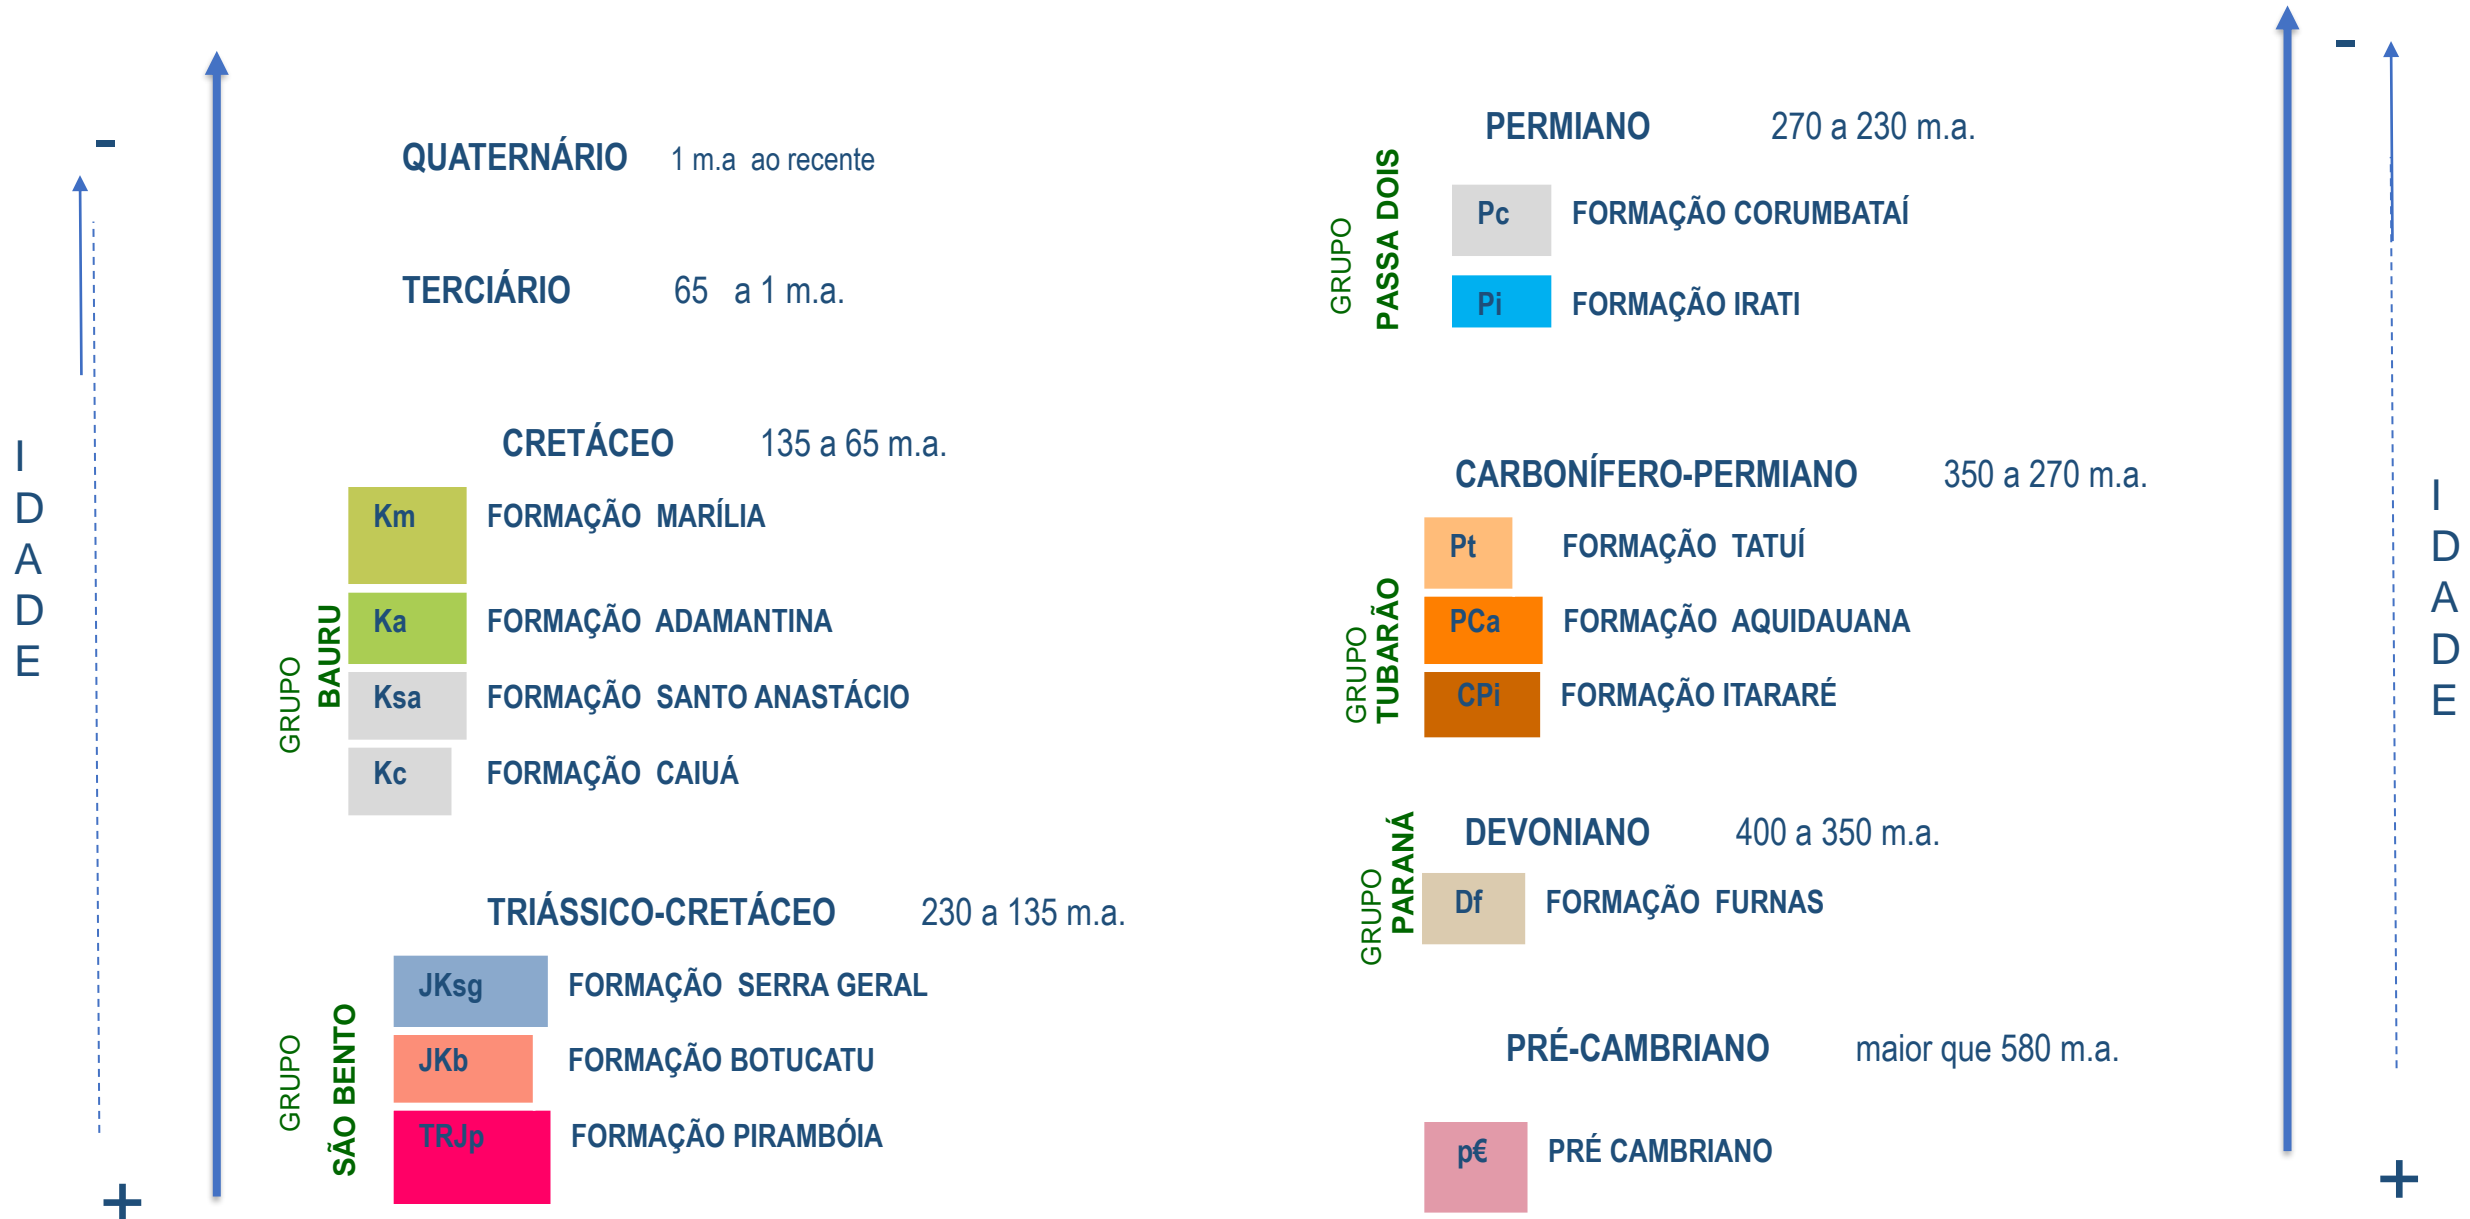 -
IDADE
+
QUATERNÁRIO 1 m.a ao recente
TERCIÁRIO 65 a 1 m.a.
CRETÁCEO 135 a 65 m.a.
GRUPO
BAURU
Km FORMAÇÃO MARÍLIA
Ka FORMAÇÃO ADAMANTINA
Ksa FORMAÇÃO SANTO ANASTÁCIO
Kc FORMAÇÃO CAIUÁ
TRIÁSSICO-CRETÁCEO 230 a 135 m.a.
GRUPO
SÃO BENTO
JKsg FORMAÇÃO SERRA GERAL
JKb FORMAÇÃO BOTUCATU
TRJp FORMAÇÃO PIRAMBÓIA
PERMIANO 270 a 230 m.a.
GRUPO
PASSA DOIS
Pc FORMAÇÃO CORUMBATAÍ
Pi FORMAÇÃO IRATI
CARBONÍFERO-PERMIANO 350 a 270 m.a.
GRUPO
TUBARÃO
Pt FORMAÇÃO TATUÍ
PCa FORMAÇÃO AQUIDAUANA
CPi FORMAÇÃO ITARARÉ
GRUPO
PARANÁ
DEVONIANO 400 a 350 m.a.
Df FORMAÇÃO FURNAS
PRÉ-CAMBRIANO maior que 580 m.a.
p€ PRÉ CAMBRIANO
-
IDADE
+